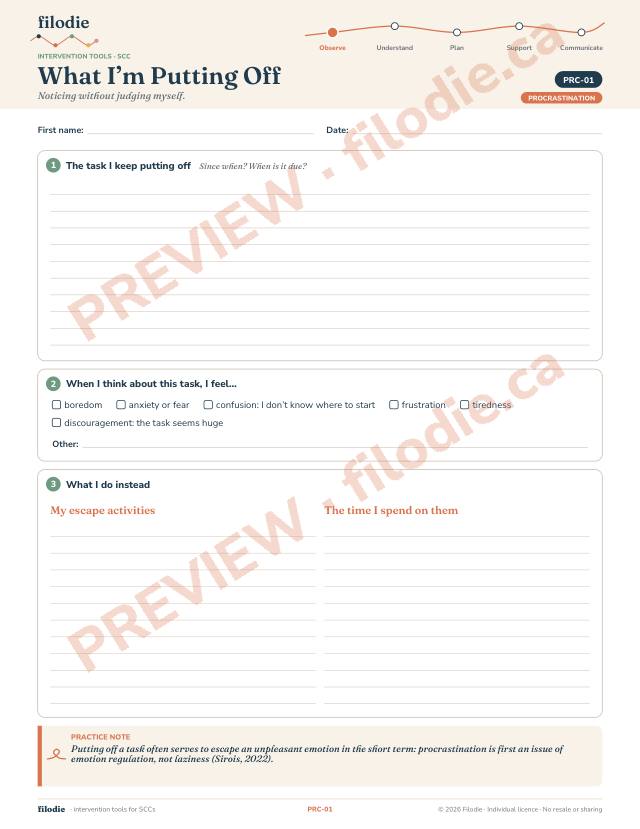 filodie
Observe Understand Plan Support Communicate
INTERVENTION TOOLS · SCC
What I’m Putting Off
Noticing without judging myself.
PRC-01
PROCRASTINATION
First name: Date:
1 The task I keep putting off Since when? When is it due?
PREVIEW · filodie.ca
2 When I think about this task, I feel...
boredom anxiety or fear confusion: I don’t know where to start frustration tiredness
discouragement: the task seems huge
Other:
3 What I do instead
My escape activities The time I spend on them
PREVIEW · filodie.ca
PRACTICE NOTE
Putting off a task often serves to escape an unpleasant emotion in the short term: procrastination is first an issue of
emotion regulation, not laziness (Sirois, 2022).
filodie · intervention tools for SCCs PRC-01 © 2026 Filodie · Individual licence · No resale or sharing